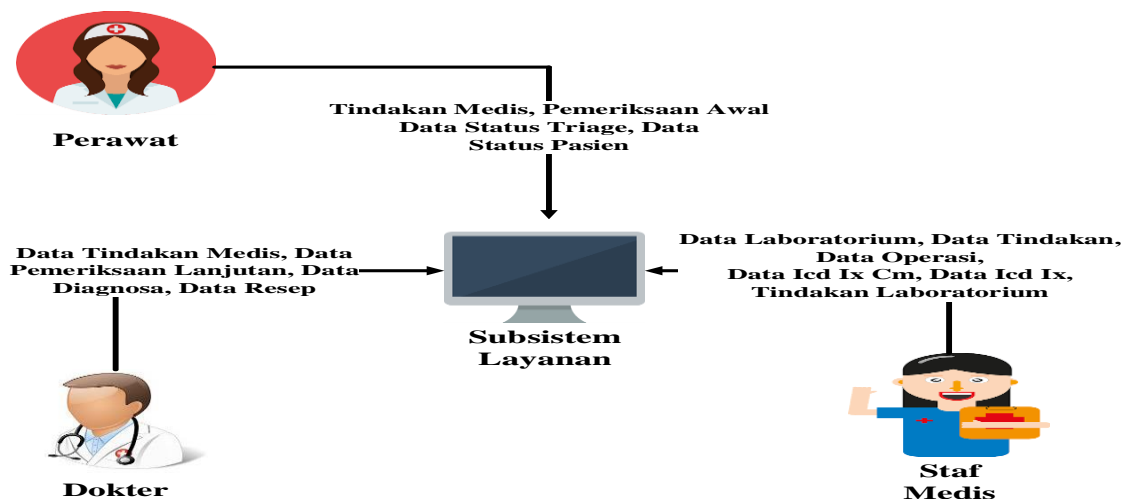 Perawat
Tindakan Medis, Pemeriksaan Awal
Data Status Triage, Data
Status Pasien
Data Tindakan Medis, Data
Pemeriksaan Lanjutan, Data
Diagnosa, Data Resep
Data Laboratorium, Data Tindakan,
Data Operasi,
Data Icd Ix Cm, Data Icd Ix,
Tindakan Laboratorium
Subsistem
Layanan
Dokter
Staf
Medis